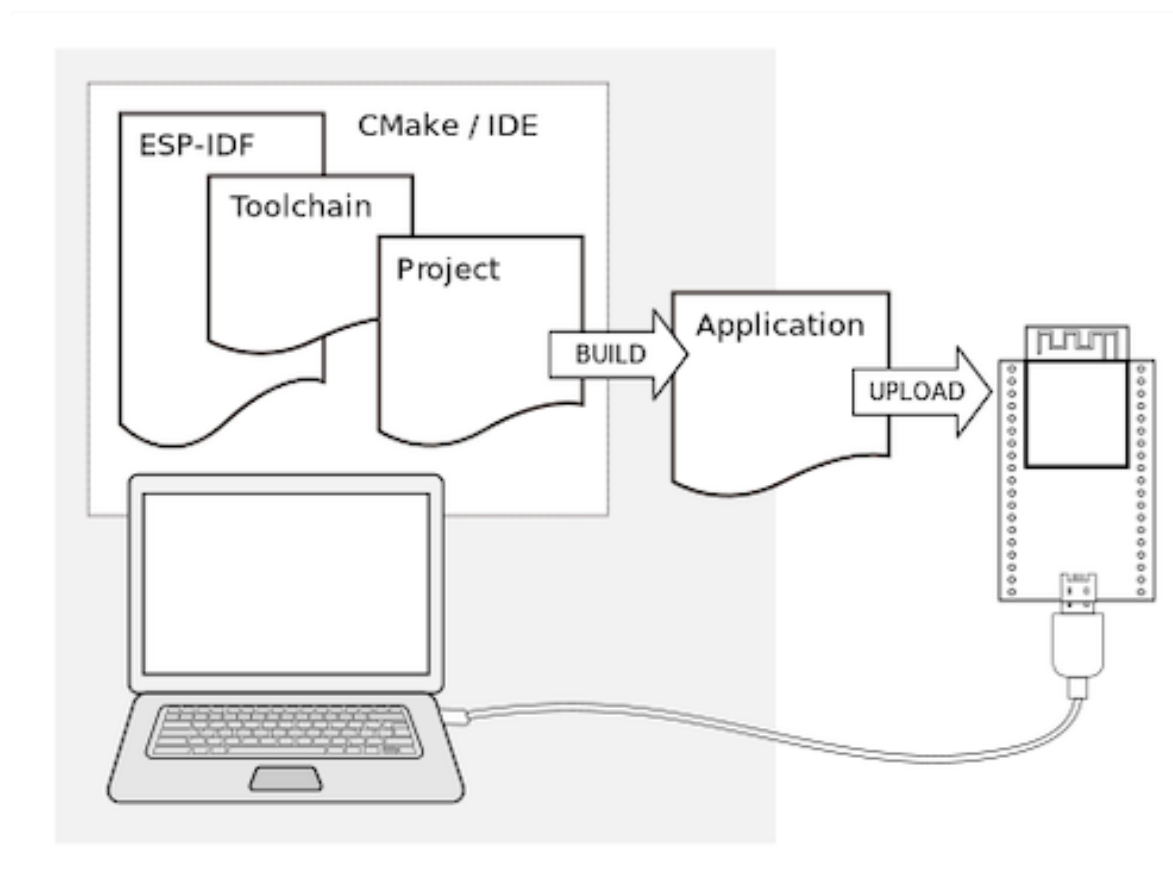 CMake / IDE
ESP-IDF
Toolchain
Project
BUILD
Application
UPLOAD